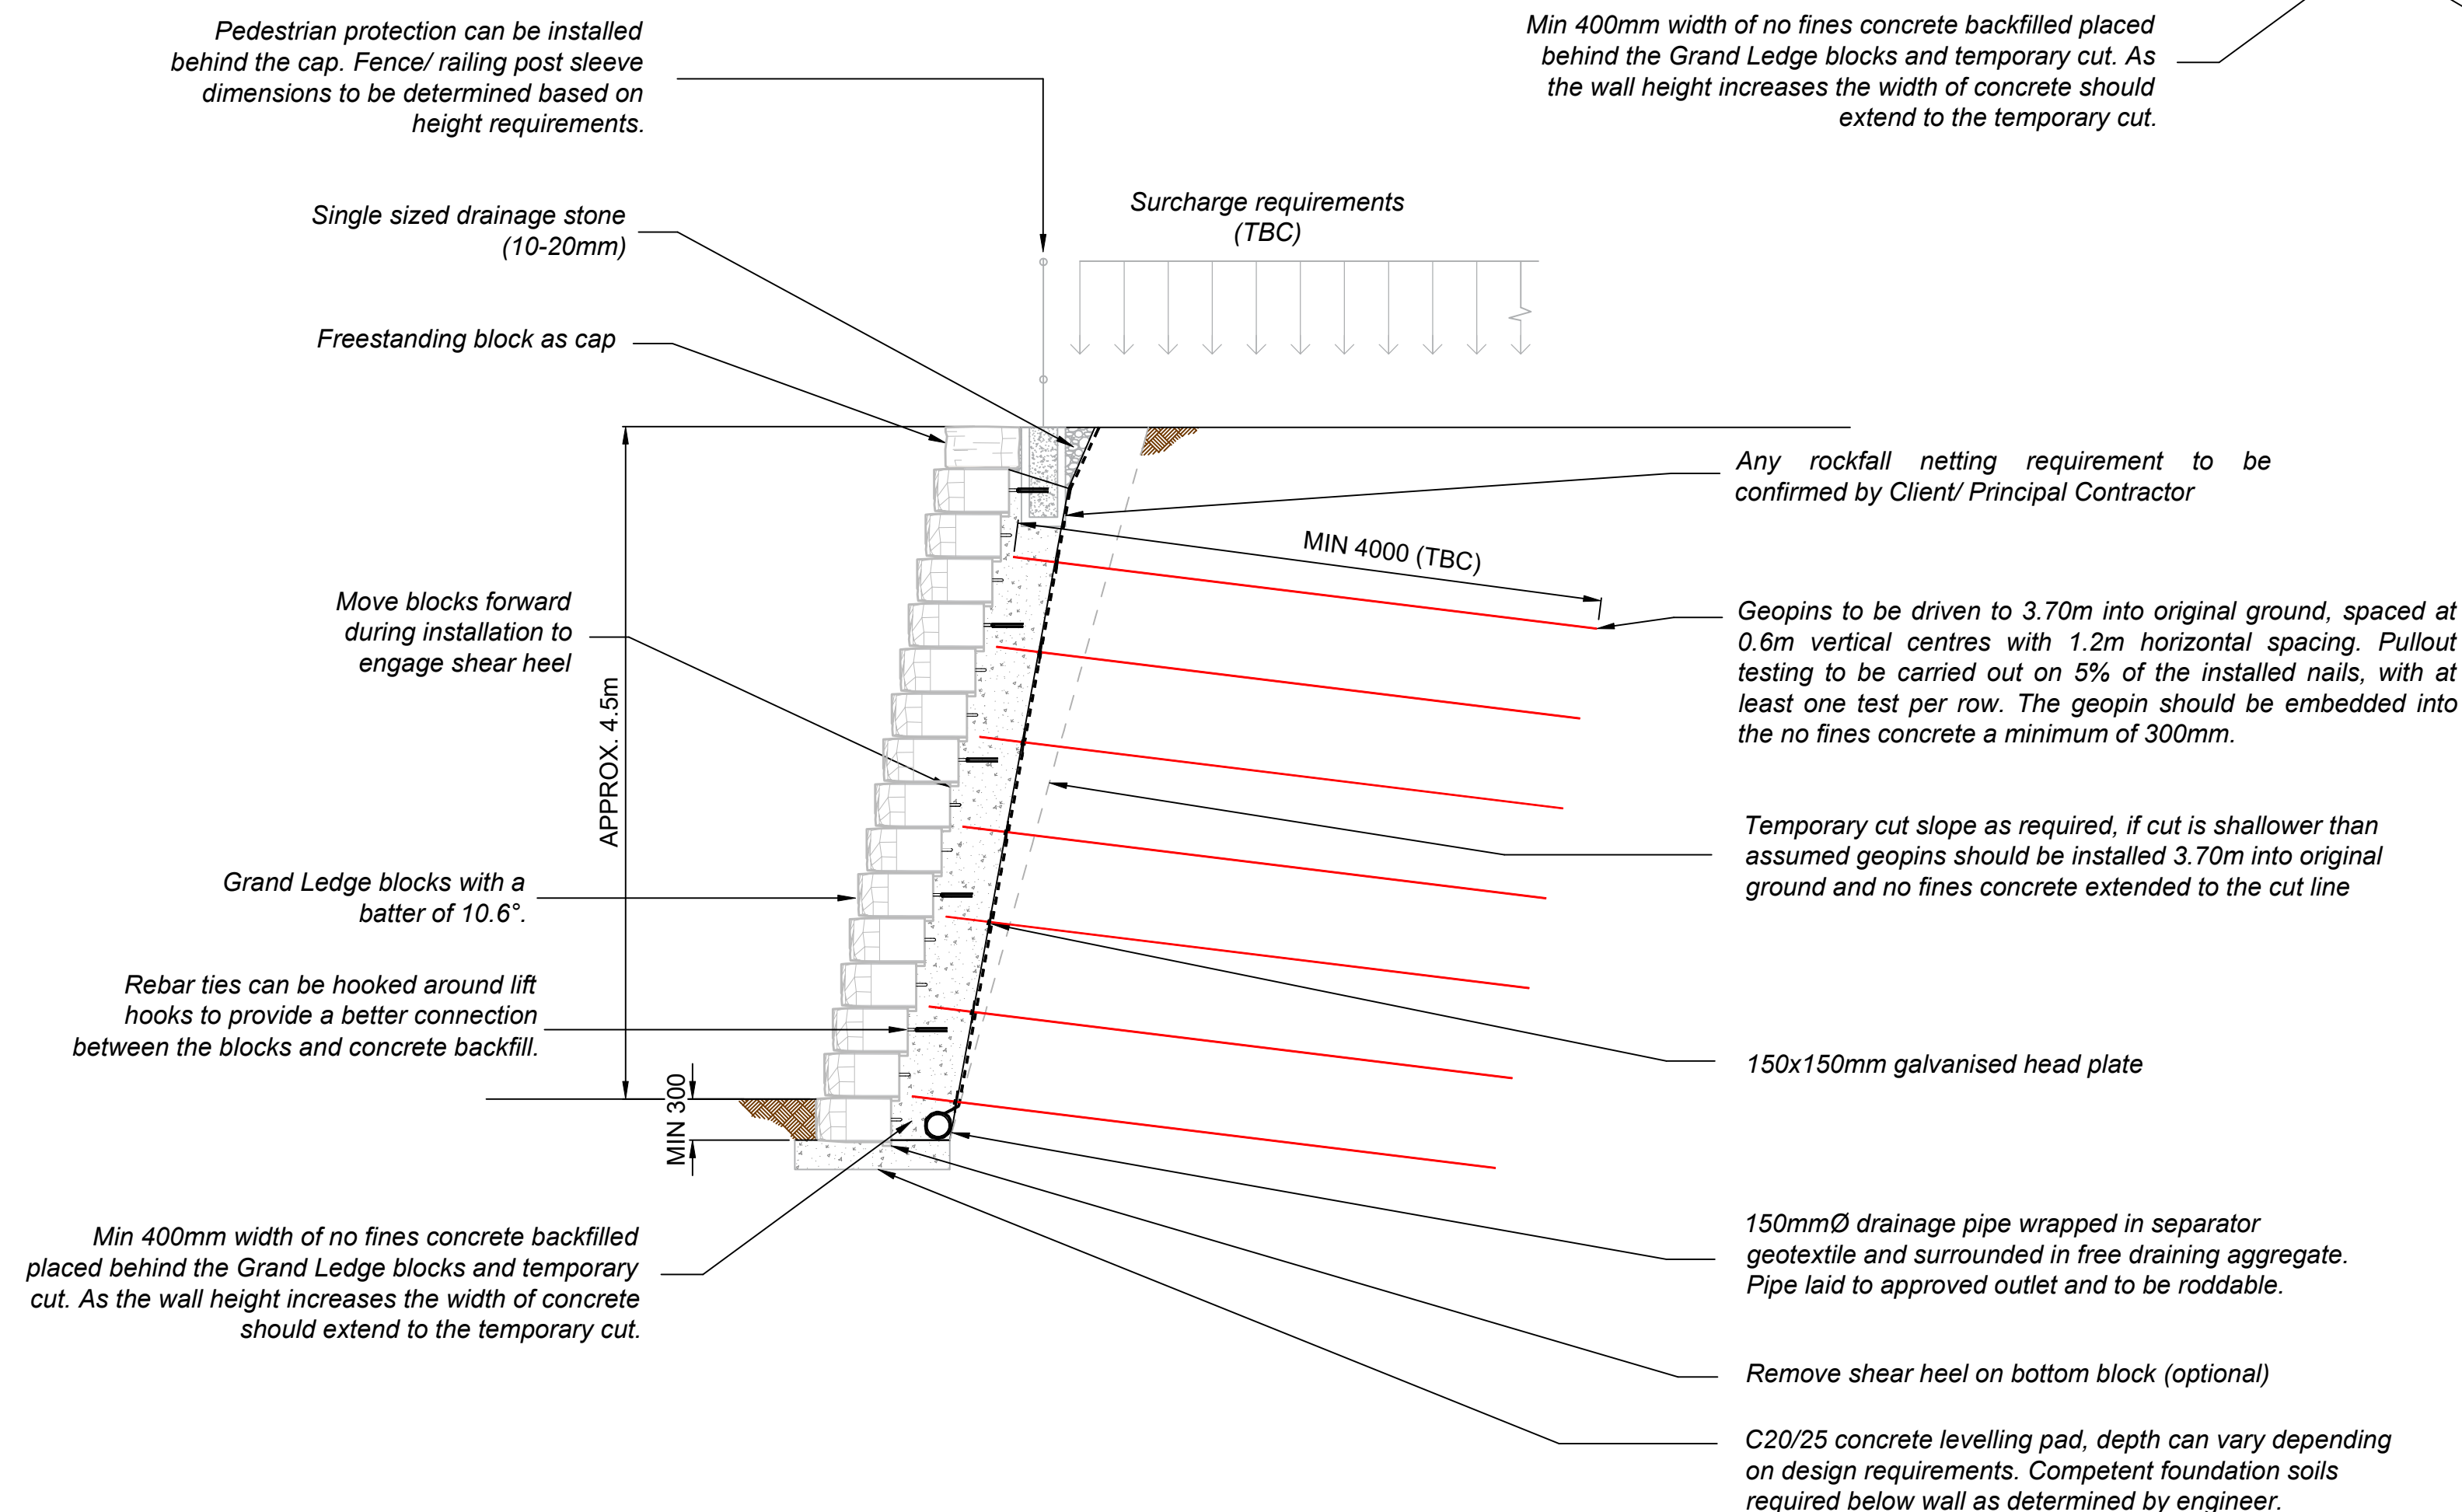 Pedestrian protection can be installed
behind the cap. Fence/ railing post sleeve
dimensions to be determined based on
height requirements.
Min 400mm width of no fines concrete backfilled placed
behind the Grand Ledge blocks and temporary cut. As
the wall height increases the width of concrete should
extend to the temporary cut.
Single sized drainage stone
(10-20mm)
Surcharge requirements
(TBC)
Freestanding block as cap
Any rockfall netting requirement to be
confirmed by Client/ Principal Contractor
MIN 4000 (TBC)
Move blocks forward
during installation to
engage shear heel
Geopins to be driven to 3.70m into original ground, spaced at
0.6m vertical centres with 1.2m horizontal spacing. Pullout
testing to be carried out on 5% of the installed nails, with at
least one test per row. The geopin should be embedded into
the no fines concrete a minimum of 300mm.
APPROX. 4.5m
Temporary cut slope as required, if cut is shallower than
assumed geopins should be installed 3.70m into original
ground and no fines concrete extended to the cut line
Grand Ledge blocks with a
batter of 10.6°.
Rebar ties can be hooked around lift
hooks to provide a better connection
between the blocks and concrete backfill.
150x150mm galvanised head plate
MIN 300
Min 400mm width of no fines concrete backfilled
placed behind the Grand Ledge blocks and temporary
cut. As the wall height increases the width of concrete
should extend to the temporary cut.
150mmØ drainage pipe wrapped in separator
geotextile and surrounded in free draining aggregate.
Pipe laid to approved outlet and to be roddable.
Remove shear heel on bottom block (optional)
C20/25 concrete levelling pad, depth can vary depending
on design requirements. Competent foundation soils
required below wall as determined by engineer.